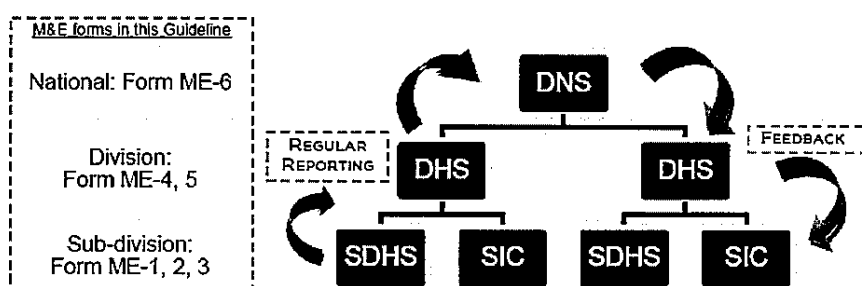 M&E forms in this Guideline
National: Form ME-6
Division:
Form ME-4, 5
Sub-division:
Form ME-1, 2, 3
DNS
REGULAR
REPORTING
FEEDBACK
DHS
DHS
SDHS
SIC
SDHS
SIC